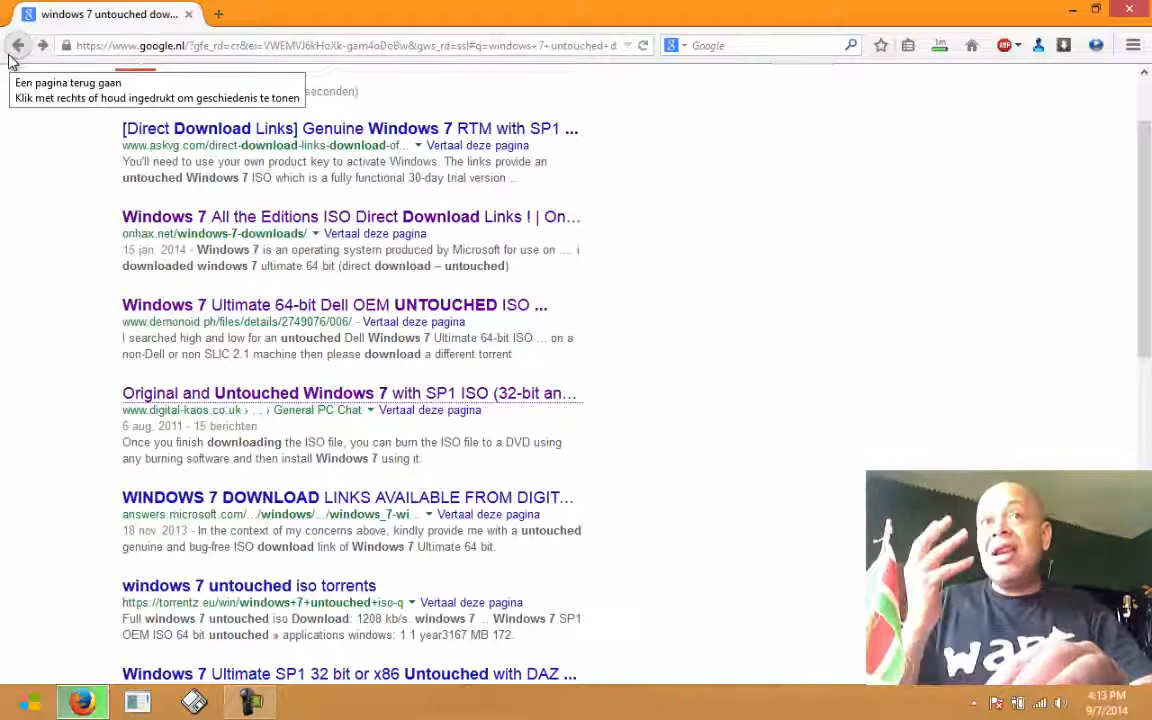 windows 7 untouched dow...
https://www.google.nl/?gfe_rd=cr&ei=VWEMVJ6kHoXk-gam4oDoBw&gws_rd=ssl#q=windows+7+untouched+d
Google
Een pagina terug gaan
Klik met rechts of houd ingedrukt om geschiedenis te tonen
seconden)
[Direct Download Links] Genuine Windows 7 RTM with SP1 ...
www.askvg.com/direct-download-links-download-of... Vertaal deze pagina
You'll need to use your own product key to activate Windows. The links provide an
untouched Windows 7 ISO which is a fully functional 30-day trial version ...
Windows 7 All the Editions ISO Direct Download Links ! | On...
onhax.net/windows-7-downloads/ Vertaal deze pagina
15 jan. 2014 - Windows 7 is an operating system produced by Microsoft for use on .... i
downloaded windows 7 ultimate 64 bit (direct download – untouched)
Windows 7 Ultimate 64-bit Dell OEM UNTOUCHED ISO ...
www.demonoid.ph/files/details/2749076/006/ - Vertaal deze pagina
I searched high and low for an untouched Dell Windows 7 Ultimate 64-bit ISO ... on a
non-Dell or non SLIC 2.1 machine then please download a different torrent
Original and Untouched Windows 7 with SP1 ISO (32-bit an...
www.digital-kaos.co.uk › ... › General PC Chat Vertaal deze pagina
6 aug. 2011 - 15 berichten
Once you finish downloading the ISO file, you can burn the ISO file to a DVD using
any burning software and then install Windows 7 using it.
WINDOWS 7 DOWNLOAD LINKS AVAILABLE FROM DIGIT...
answers.microsoft.com/.../windows/.../windows_7-wi... Vertaal deze pagina
18 nov. 2013 - In the context of my concerns above, kindly provide me with a untouched
genuine and bug-free ISO download link of Windows 7 Ultimate 64 bit.
windows 7 untouched iso torrents
https://torrentz.eu/win/windows+7+untouched+iso-q Vertaal deze pagina
Full windows 7 untouched iso Download: 1208 kb/s. windows 7 ... Windows 7 SP1
OEM ISO 64 bit untouched » applications windows: 1 1 year3167 MB 172.
Windows 7 Ultimate SP1 32 bit or x86 Untouched with DAZ ...
want
4:13 PM
9/7/2014